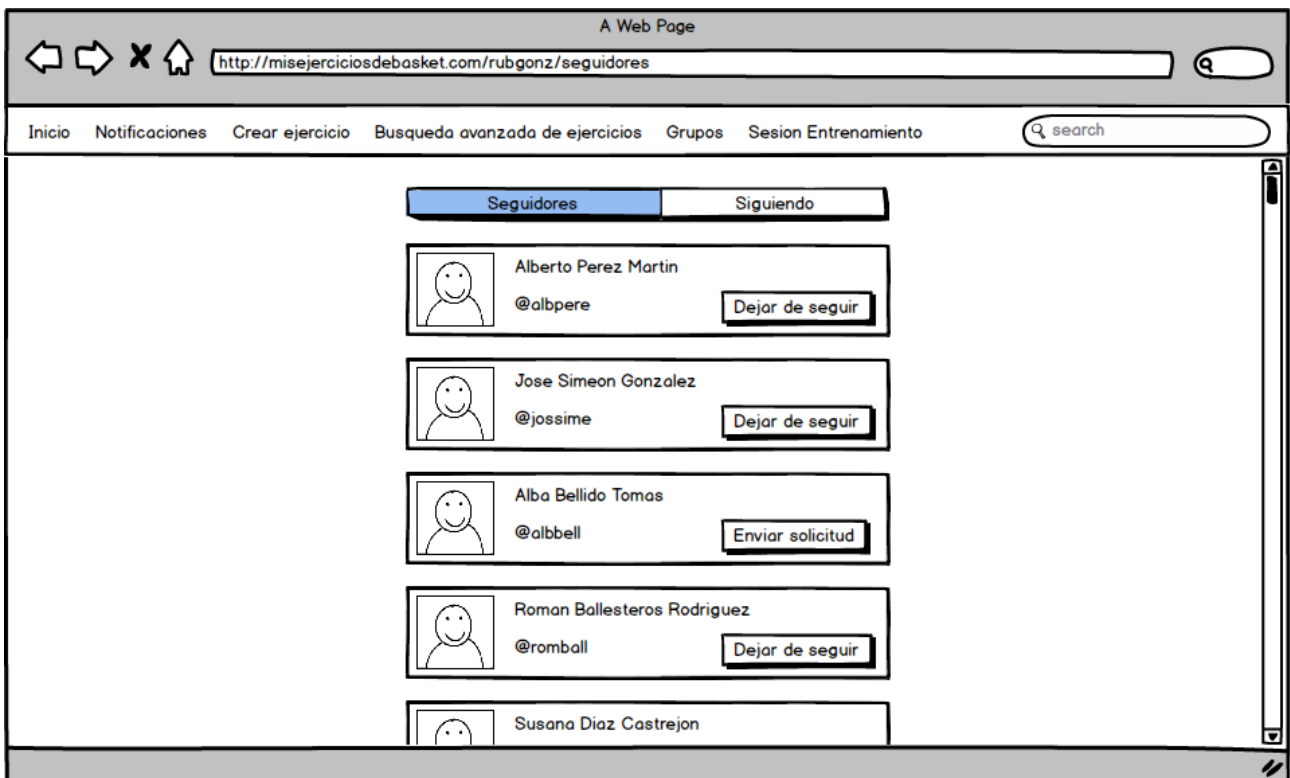 A Web Page
http://misejerciciosdebasket.com/rubgonz/seguidores
Inicio Notificaciones Crear ejercicio Busqueda avanzada de ejercicios Grupos Sesion Entrenamiento search
Seguidores Siguiendo
Alberto Perez Martin
@albpere Dejar de seguir
Jose Simeon Gonzalez
@jossime Dejar de seguir
Alba Bellido Tomas
@albbell Enviar solicitud
Roman Ballesteros Rodriguez
@romball Dejar de seguir
Susana Diaz Castrejon